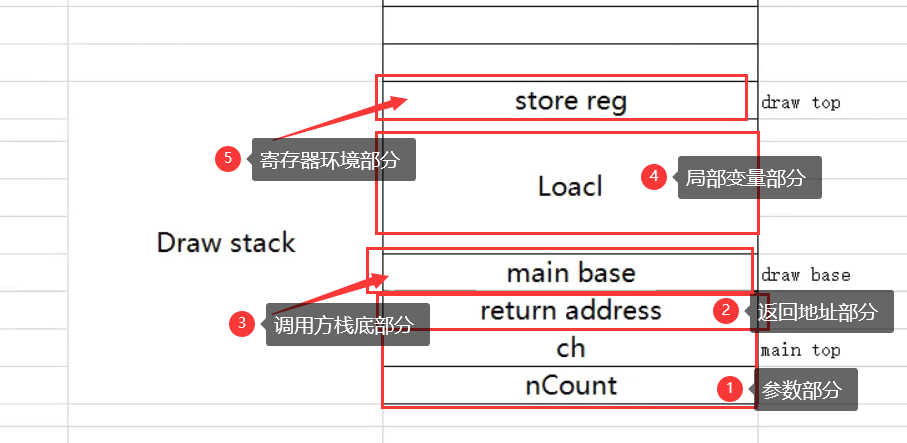 store reg
draw top
5
寄存器环境部分
Loacl
4
局部变量部分
Draw stack
main base
draw base
3
调用方栈底部分
return address
2
返回地址部分
ch
main top
nCount
1
参数部分